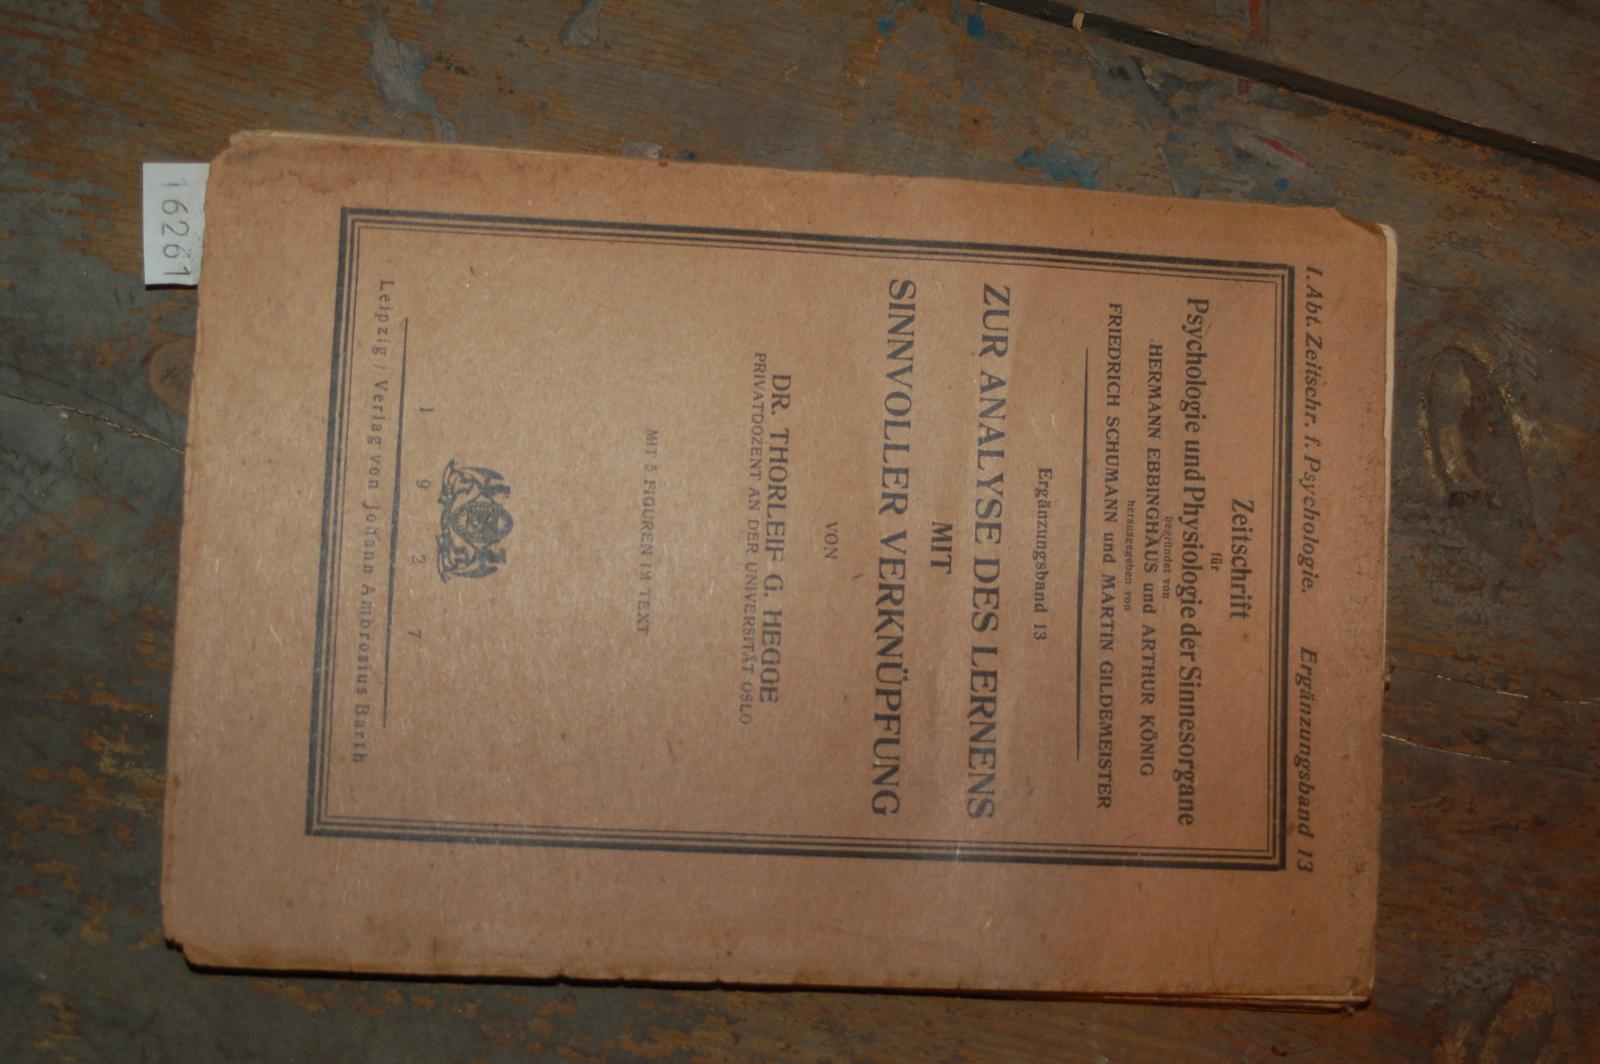 I. Abt. Zeitschr. f. Psychologie. Ergänzungsband 13
Zeitschrift
für
Psychologie und Physiologie der Sinnesorgane
begründet von
HERMANN EBBINGHAUS und ARTHUR KÖNIG
herausgegeben von
FRIEDRICH SCHUMANN und MARTIN GILDEMEISTER
Ergänzungsband 13
ZUR ANALYSE DES LERNENS
MIT
SINNVOLLER VERKNÜPFUNG
VON
DR. THORLEIF G. HEGGE
PRIVATDOZENT AN DER UNIVERSITÄT OSLO
MIT 5 FIGUREN IM TEXT
1 9 2 7
Leipzig / Verlag von Johann Ambrosius Barth
16261